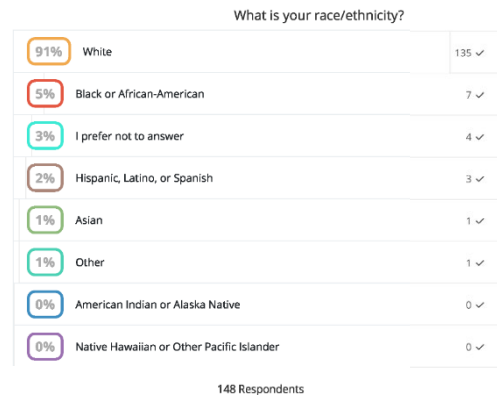 What is your race/ethnicity?
91% White 135 ✓
5% Black or African-American 7 ✓
3% I prefer not to answer 4 ✓
2% Hispanic, Latino, or Spanish 3 ✓
1% Asian 1 ✓
1% Other 1 ✓
0% American Indian or Alaska Native 0 ✓
0% Native Hawaiian or Other Pacific Islander 0 ✓
148 Respondents